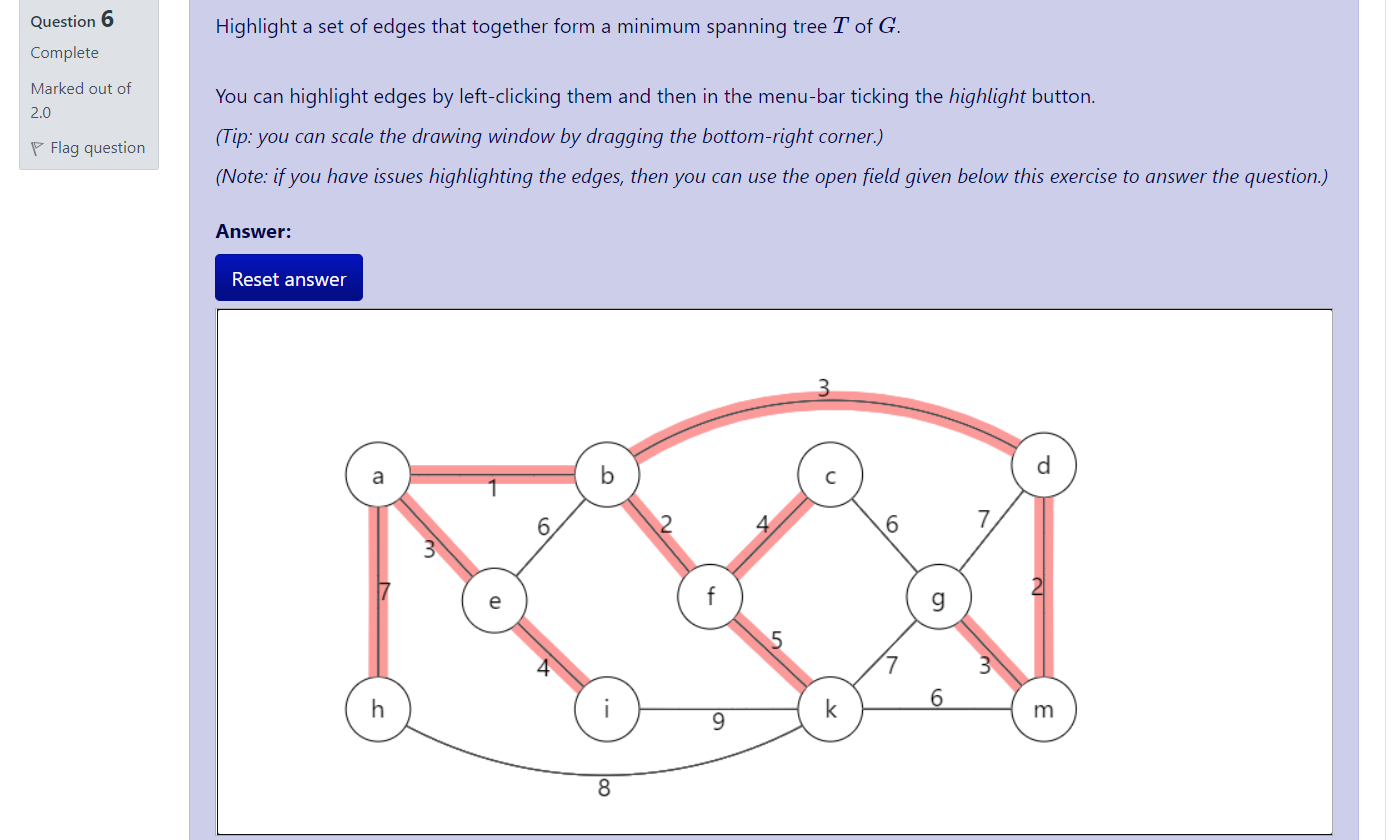 Question 6
Complete
Marked out of
2.0
Flag question
Highlight a set of edges that together form a minimum spanning tree T of G.
You can highlight edges by left-clicking them and then in the menu-bar ticking the highlight button.
(Tip: you can scale the drawing window by dragging the bottom-right corner.)
(Note: if you have issues highlighting the edges, then you can use the open field given below this exercise to answer the question.)
Answer:
Reset answer
3
a
1
b
c
d
3
6
2
4
6
7
7
e
f
g
2
4
5
7
3
h
i
9
k
6
m
8